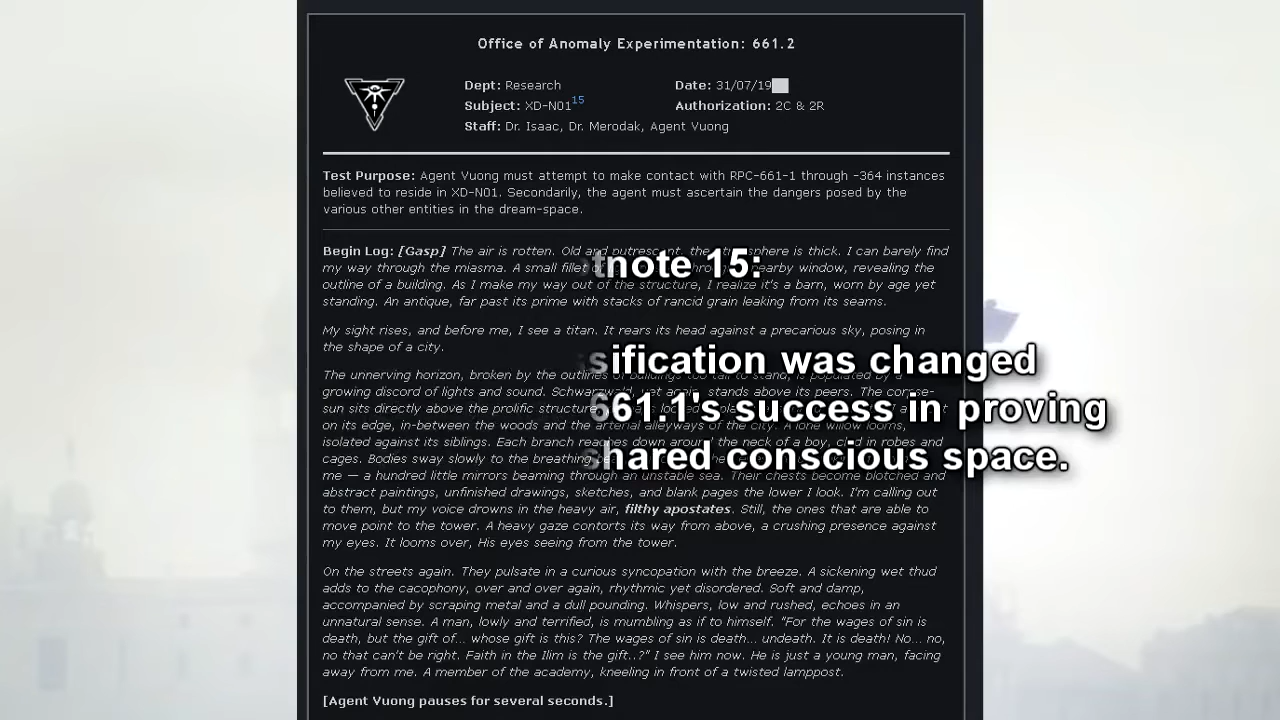 Office of Anomaly Experimentation: 661.2
Dept: Research
Date: 31/07/19
Subject: XD-N01 15
Authorization: 2C & 2R
Staff: Dr. Isaac, Dr. Merodak, Agent Vuong
Test Purpose: Agent Vuong must attempt to make contact with RPC-661-1 through -364 instances
believed to reside in XD-N01. Secondarily, the agent must ascertain the dangers posed by the
various other entities in the dream-space.
Begin Log: [Gasp] The air is rotten. Old and putrescent, the atmosphere is thick. I can barely find
my way through the miasma. A small fillet of nearby window, revealing the
outline of a building. As I make my way out of the structure, I realize it's a barn, worn by age yet
standing. An antique, far past its prime with stacks of rancid grain leaking from its seams.
My sight rises, and before me, I see a titan. It rears its head against a precarious sky, posing in
the shape of a city.
The unnerving horizon, broken by the outlines of buildings too tall to stand, is populated by a
growing discord of lights and sound. stands above its peers. The corpse-
sun sits directly above the prolific structure
on its edge, in-between the woods and the arterial alleyways of the city. A lone willow looms,
isolated against its siblings. Each branch reaches down around the neck of a boy, clad in robes and
cages. Bodies sway slowly to the breathing
me — a hundred little mirrors beaming through an unstable sea. Their chests become blotched and
abstract paintings, unfinished drawings, sketches, and blank pages the lower I look. I'm calling out
to them, but my voice drowns in the heavy air, filthy apostates. Still, the ones that are able to
move point to the tower. A heavy gaze contorts its way from above, a crushing presence against
my eyes. It looms over, His eyes seeing from the tower.
On the streets again. They pulsate in a curious syncopation with the breeze. A sickening wet thud
adds to the cacophony, over and over again, rhythmic yet disordered. Soft and damp,
accompanied by scraping metal and a dull pounding. Whispers, low and rushed, echoes in an
unnatural sense. A man, lowly and terrified, is mumbling as if to himself. "For the wages of sin is
death, but the gift of... whose gift is this? The wages of sin is death... undeath. It is death! No... no,
no that can't be right. Faith in the Ilim is the gift..?" I see him now. He is just a young man, facing
away from me. A member of the academy, kneeling in front of a twisted lamppost.
[Agent Vuong pauses for several seconds.]
tnote 15:
sification was changed
661.1's success in proving
shared conscious space.